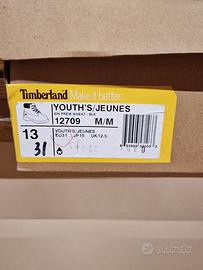 Timberland Make it better.
YOUTH'S/JEUNES
6IN PREM WHEAT : BLE
12709 M/M
13
YOUTH'S/JEUNES
EU31 JP19 UK12.5
31
subito